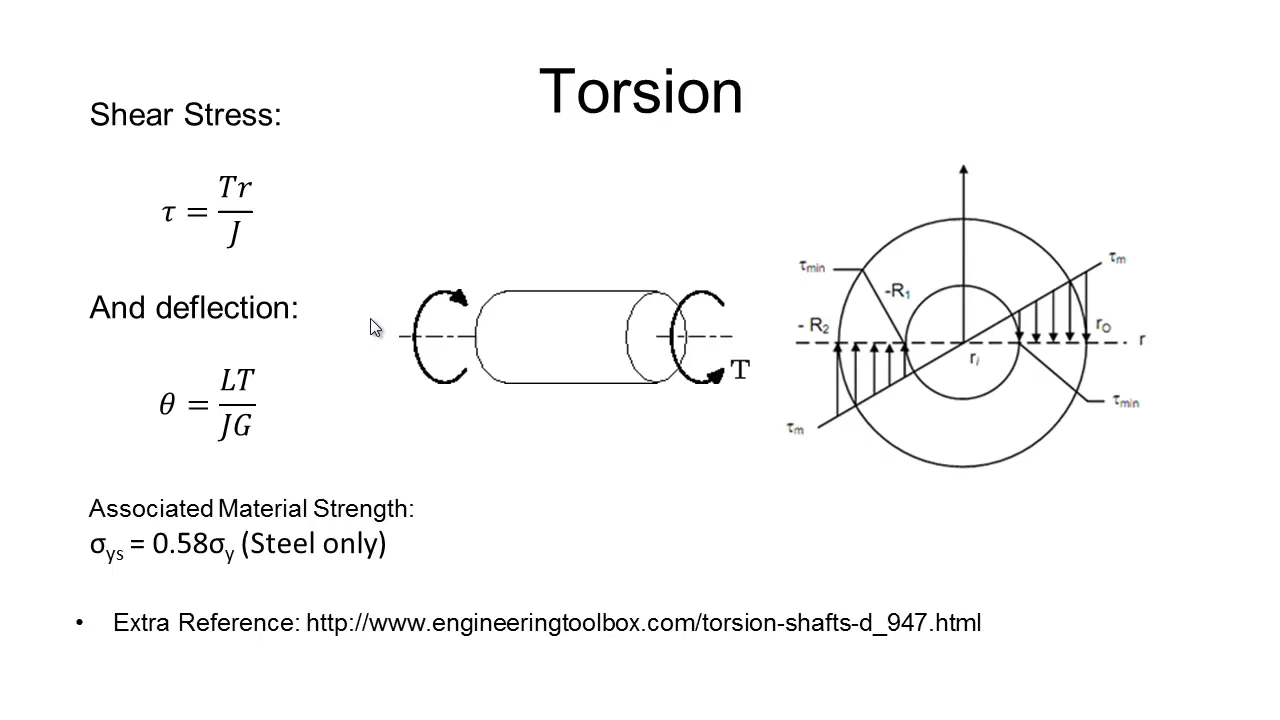 Torsion
Shear Stress:
τ = Tr/J
And deflection:
θ = LT/JG
Associated Material Strength:
σys = 0.58σy (Steel only)
• Extra Reference: http://www.engineeringtoolbox.com/torsion-shafts-d_947.html
T
τmin
-R1
τm
- R2
rO
r
ri
τmin
τm